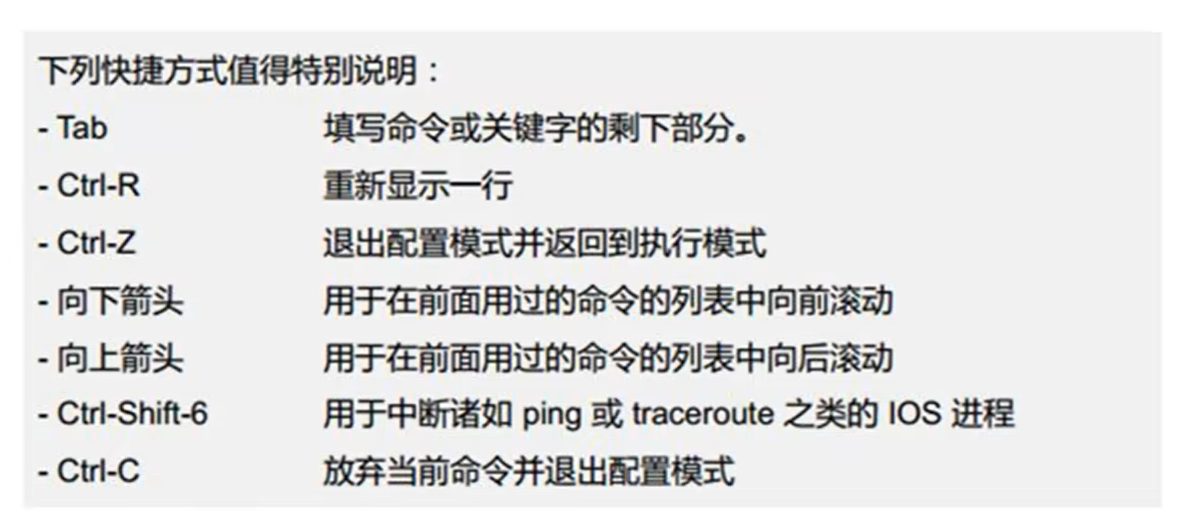 下列快捷方式值得特别说明：
- Tab 填写命令或关键字的剩下部分。
- Ctrl-R 重新显示一行
- Ctrl-Z 退出配置模式并返回到执行模式
- 向下箭头 用于在前面用过的命令的列表中向前滚动
- 向上箭头 用于在前面用过的命令的列表中向后滚动
- Ctrl-Shift-6 用于中断诸如 ping 或 traceroute 之类的 IOS 进程
- Ctrl-C 放弃当前命令并退出配置模式